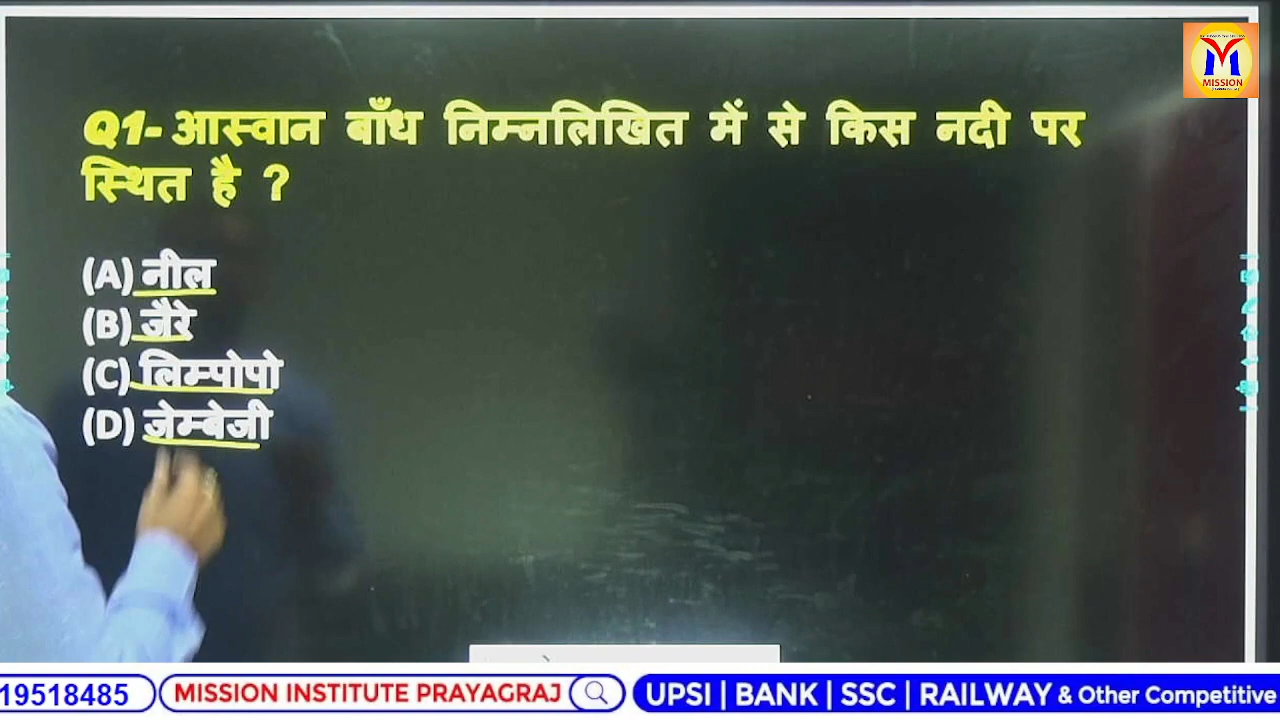 Q1- आस्वान बाँध निम्नलिखित में से किस नदी पर
स्थित है ?
(A) नील
(B) जैरे
(C) लिम्पोपो
(D) जेम्बेजी
MISSION
19518485
MISSION INSTITUTE PRAYAGRAJ
UPSI | BANK | SSC | RAILWAY & Other Competitive